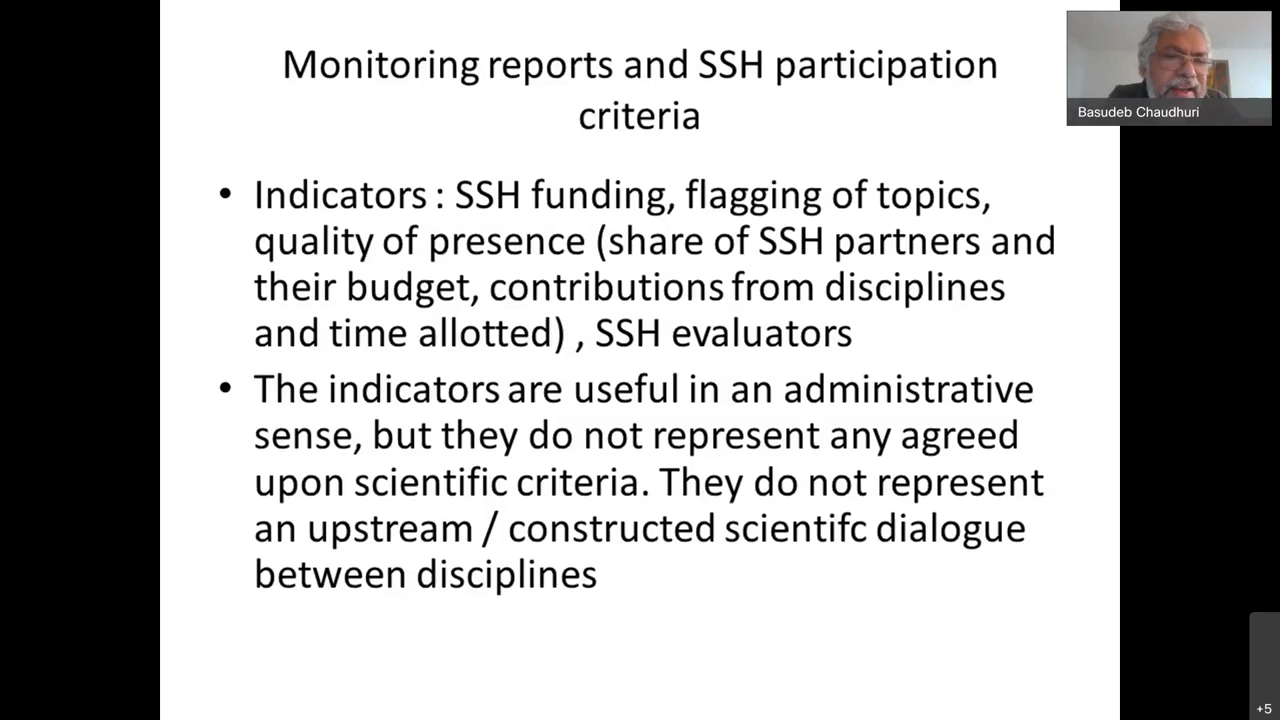 Monitoring reports and SSH participation
criteria
• Indicators : SSH funding, flagging of topics,
quality of presence (share of SSH partners and
their budget, contributions from disciplines
and time allotted) , SSH evaluators
• The indicators are useful in an administrative
sense, but they do not represent any agreed
upon scientific criteria. They do not represent
an upstream / constructed scientifc dialogue
between disciplines
Basudeb Chaudhuri
+5